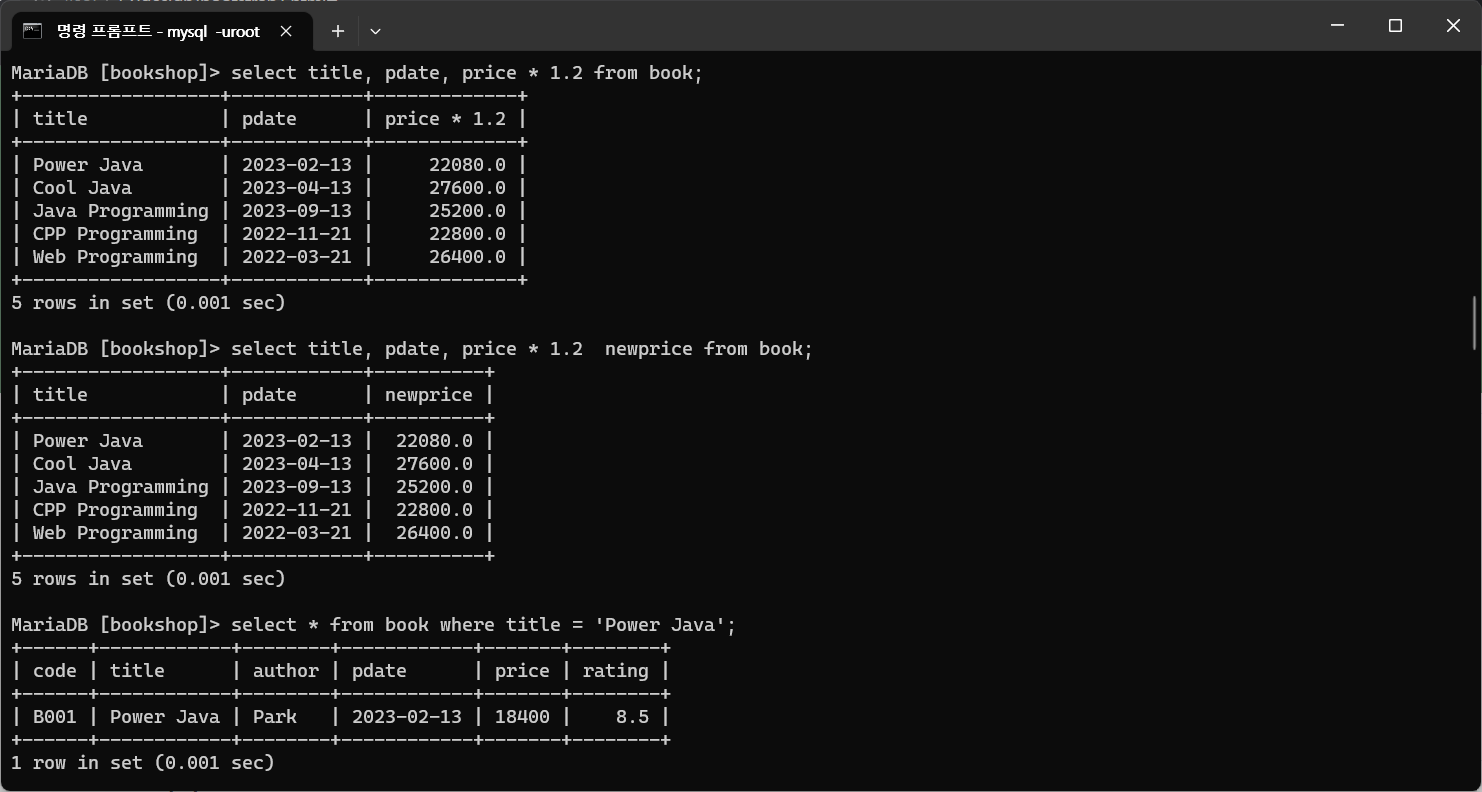 명령 프롬프트 - mysql  -uroot
MariaDB [bookshop]> select title, pdate, price * 1.2 from book;
+------------------+------------+-------------+
| title            | pdate      | price * 1.2 |
+------------------+------------+-------------+
| Power Java       | 2023-02-13 |     22080.0 |
| Cool Java        | 2023-04-13 |     27600.0 |
| Java Programming | 2023-09-13 |     25200.0 |
| CPP Programming  | 2022-11-21 |     22800.0 |
| Web Programming  | 2022-03-21 |     26400.0 |
+------------------+------------+-------------+
5 rows in set (0.001 sec)
MariaDB [bookshop]> select title, pdate, price * 1.2  newprice from book;
+------------------+------------+----------+
| title            | pdate      | newprice |
+------------------+------------+----------+
| Power Java       | 2023-02-13 |  22080.0 |
| Cool Java        | 2023-04-13 |  27600.0 |
| Java Programming | 2023-09-13 |  25200.0 |
| CPP Programming  | 2022-11-21 |  22800.0 |
| Web Programming  | 2022-03-21 |  26400.0 |
+------------------+------------+----------+
5 rows in set (0.001 sec)
MariaDB [bookshop]> select * from book where title = 'Power Java';
+------+------------+--------+------------+-------+--------+
| code | title      | author | pdate      | price | rating |
+------+------------+--------+------------+-------+--------+
| B001 | Power Java | Park   | 2023-02-13 | 18400 |    8.5 |
+------+------------+--------+------------+-------+--------+
1 row in set (0.001 sec)